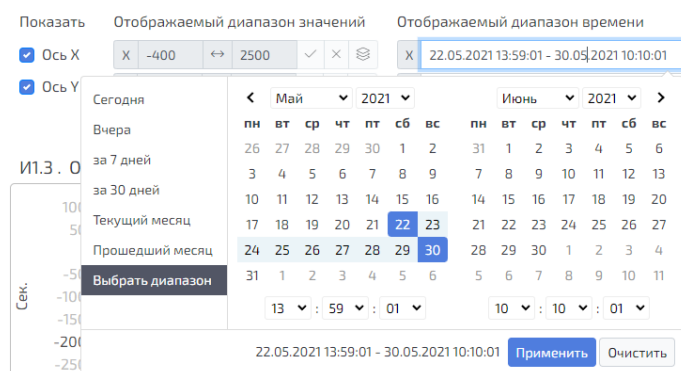 Показать Отображаемый диапазон значений Отображаемый диапазон времени
Ось X X -400 ↔ 2500 X 22.05.2021 13:59:01 - 30.05.2021 10:10:01
Ось Y
Сегодня
Вчера
за 7 дней
за 30 дней
Текущий месяц
Прошедший месяц
Выбрать диапазон
Май 2021
пн вт ср чт пт сб вс
26 27 28 29 30 1 2
3 4 5 6 7 8 9
10 11 12 13 14 15 16
17 18 19 20 21 22 23
24 25 26 27 28 29 30
31 1 2 3 4 5 6
13 : 59 : 01
Июнь 2021
пн вт ср чт пт сб вс
31 1 2 3 4 5 6
7 8 9 10 11 12 13
14 15 16 17 18 19 20
21 22 23 24 25 26 27
28 29 30 1 2 3 4
5 6 7 8 9 10 11
10 : 10 : 01
22.05.2021 13:59:01 - 30.05.2021 10:10:01 Применить Очистить
И1.3 .
Сек.